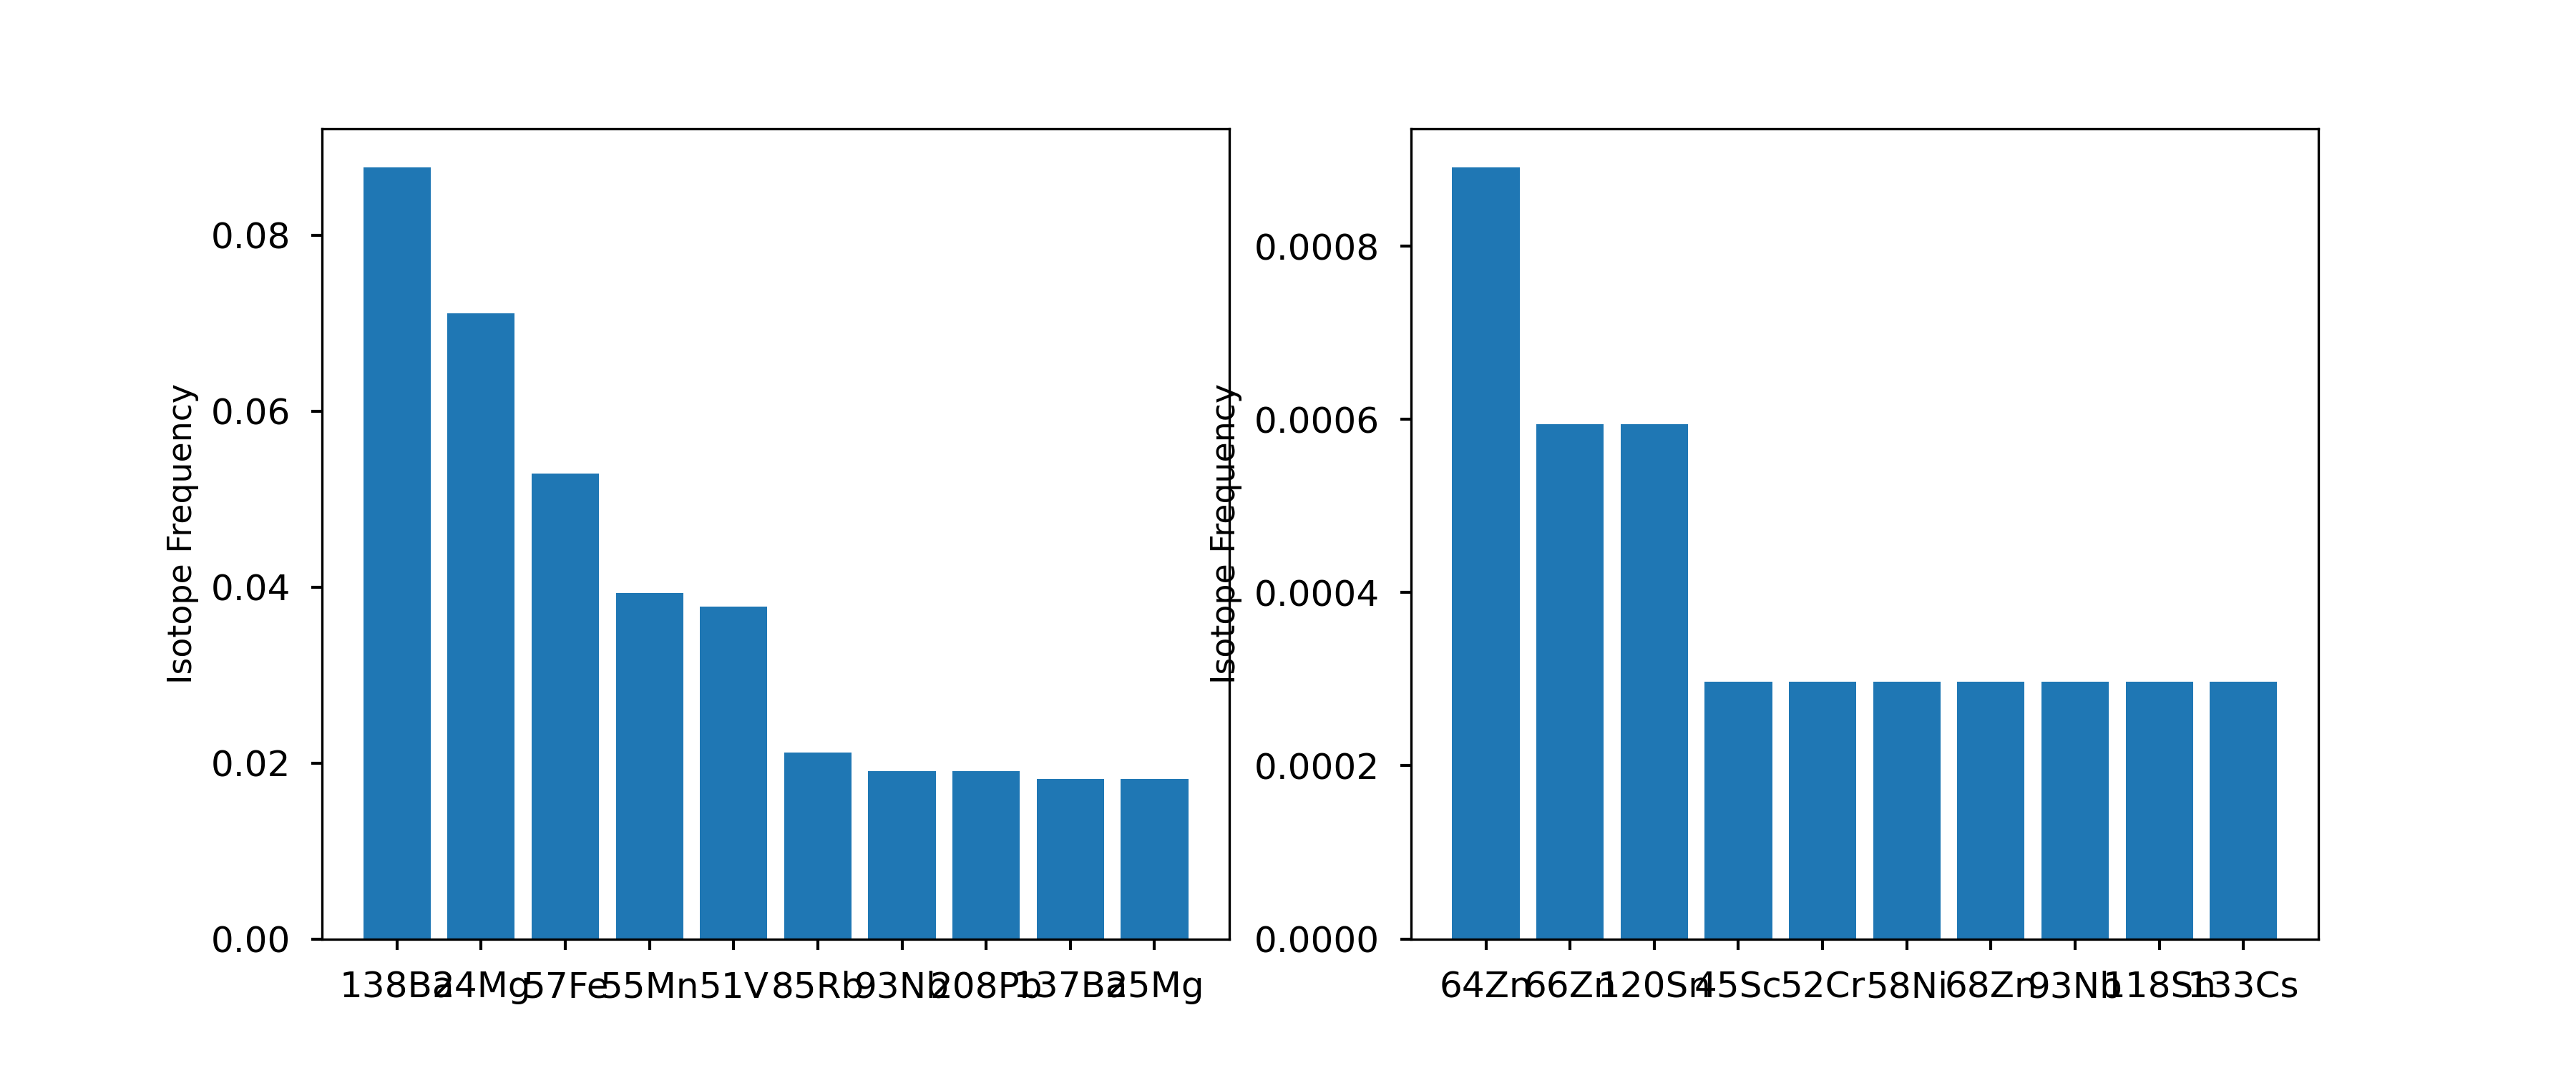 Isotope Frequency
0.08
0.06
0.04
0.02
0.00
138Ba 24Mg 57Fe 55Mn 51V 85Rb 93Nb 208Pb 137Ba 25Mg
Isotope Frequency
0.0008
0.0006
0.0004
0.0002
0.0000
64Zn 66Zn 120Sn 45Sc 52Cr 58Ni 68Zn 93Nb 118Sn 133Cs